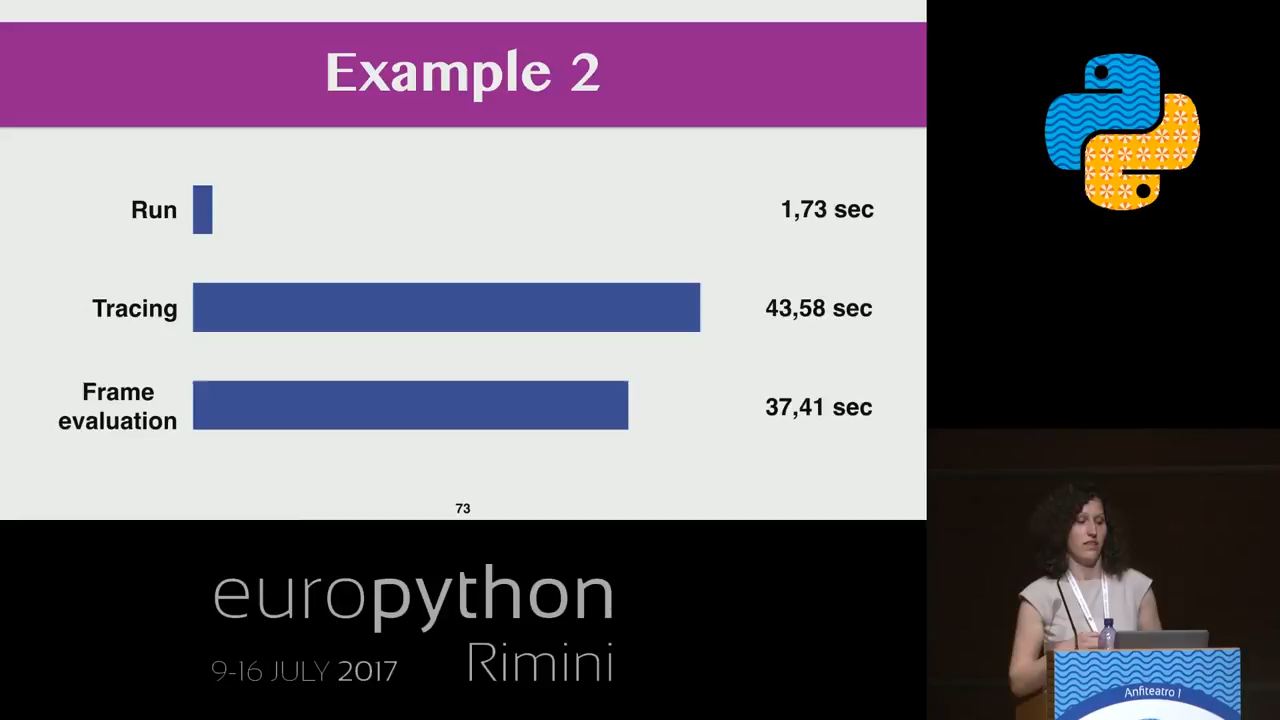 Example 2
Run
1,73 sec
Tracing
43,58 sec
Frame
evaluation
37,41 sec
73
europython
9-16 JULY 2017
Rimini
Anfiteatro 1